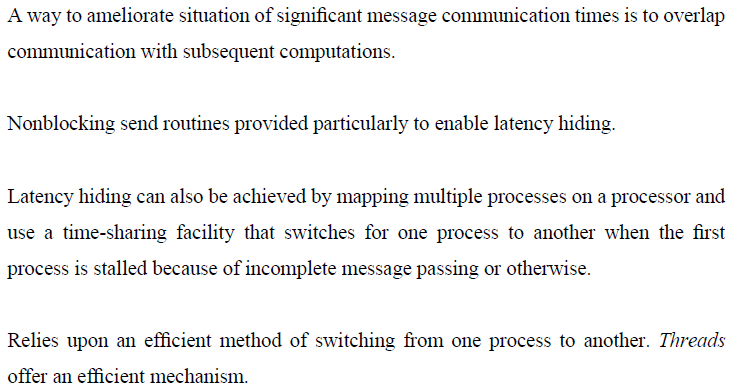 A way to ameliorate situation of significant message communication times is to overlap
communication with subsequent computations.
Nonblocking send routines provided particularly to enable latency hiding.
Latency hiding can also be achieved by mapping multiple processes on a processor and
use a time-sharing facility that switches for one process to another when the first
process is stalled because of incomplete message passing or otherwise.
Relies upon an efficient method of switching from one process to another. Threads
offer an efficient mechanism.